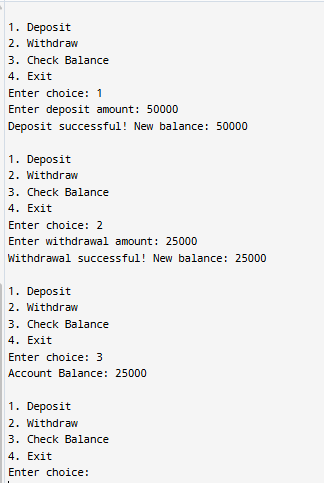 1. Deposit
2. Withdraw
3. Check Balance
4. Exit
Enter choice: 1
Enter deposit amount: 50000
Deposit successful! New balance: 50000

1. Deposit
2. Withdraw
3. Check Balance
4. Exit
Enter choice: 2
Enter withdrawal amount: 25000
Withdrawal successful! New balance: 25000

1. Deposit
2. Withdraw
3. Check Balance
4. Exit
Enter choice: 3
Account Balance: 25000

1. Deposit
2. Withdraw
3. Check Balance
4. Exit
Enter choice: